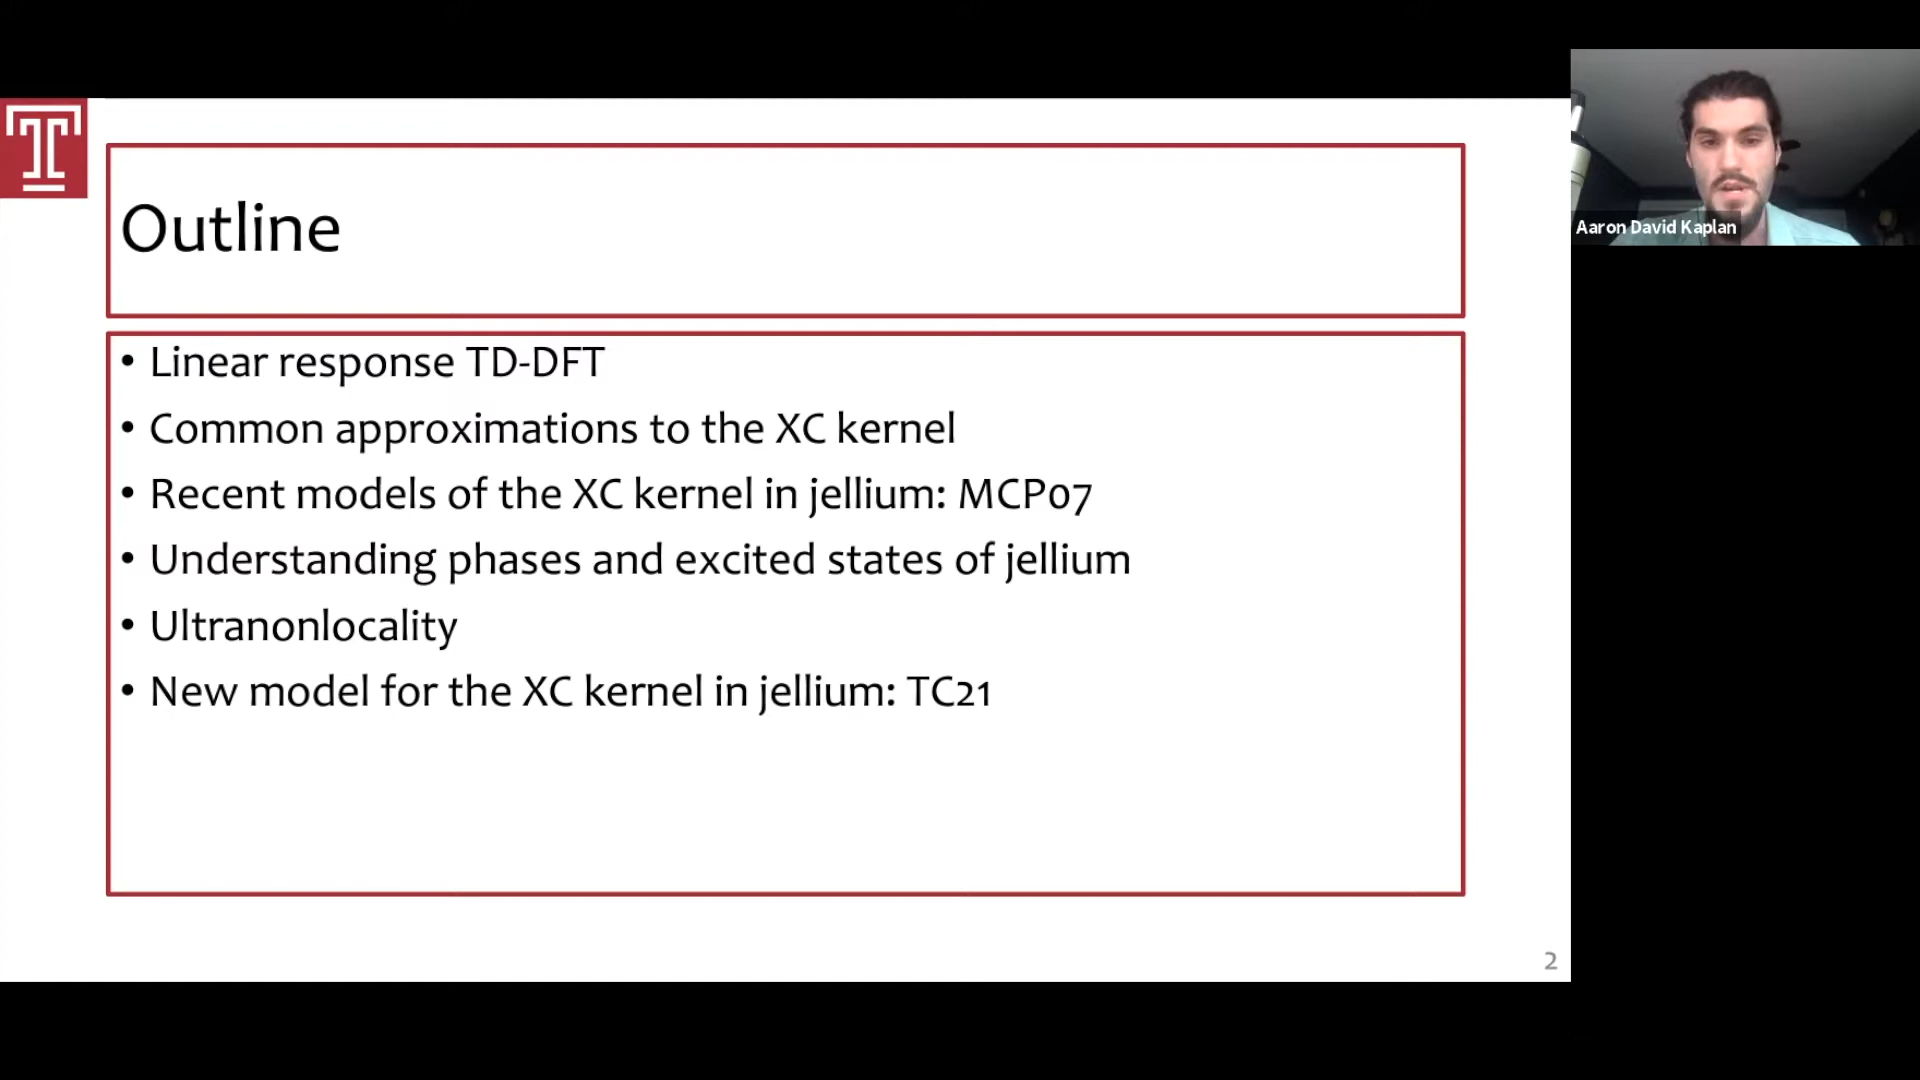 Outline
• Linear response TD-DFT
• Common approximations to the XC kernel
• Recent models of the XC kernel in jellium: MCP07
• Understanding phases and excited states of jellium
• Ultranonlocality
• New model for the XC kernel in jellium: TC21
2
Aaron David Kaplan